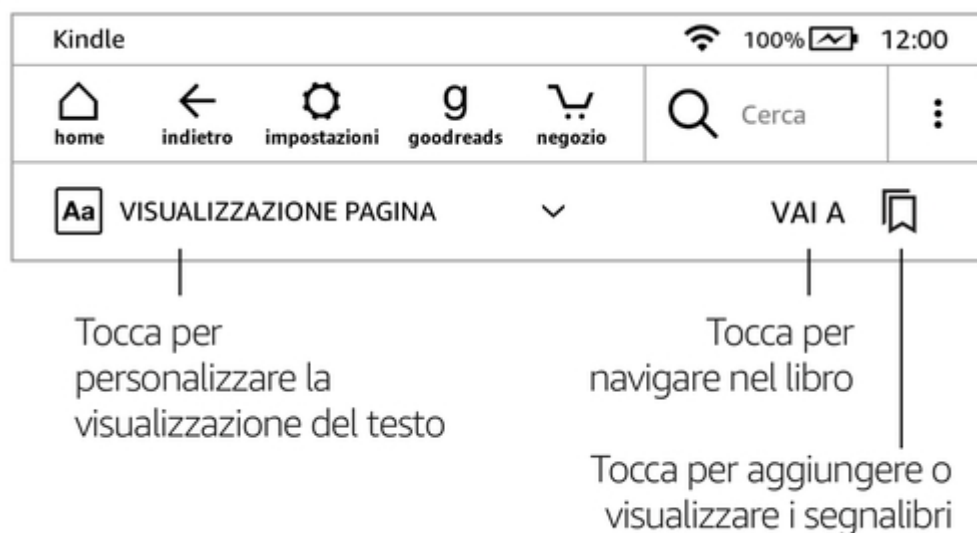 Kindle 100% 12:00
home indietro impostazioni g goodreads negozio Cerca
Aa VISUALIZZAZIONE PAGINA VAI A
Tocca per
personalizzare la
visualizzazione del testo
Tocca per
navigare nel libro
Tocca per aggiungere o
visualizzare i segnalibri